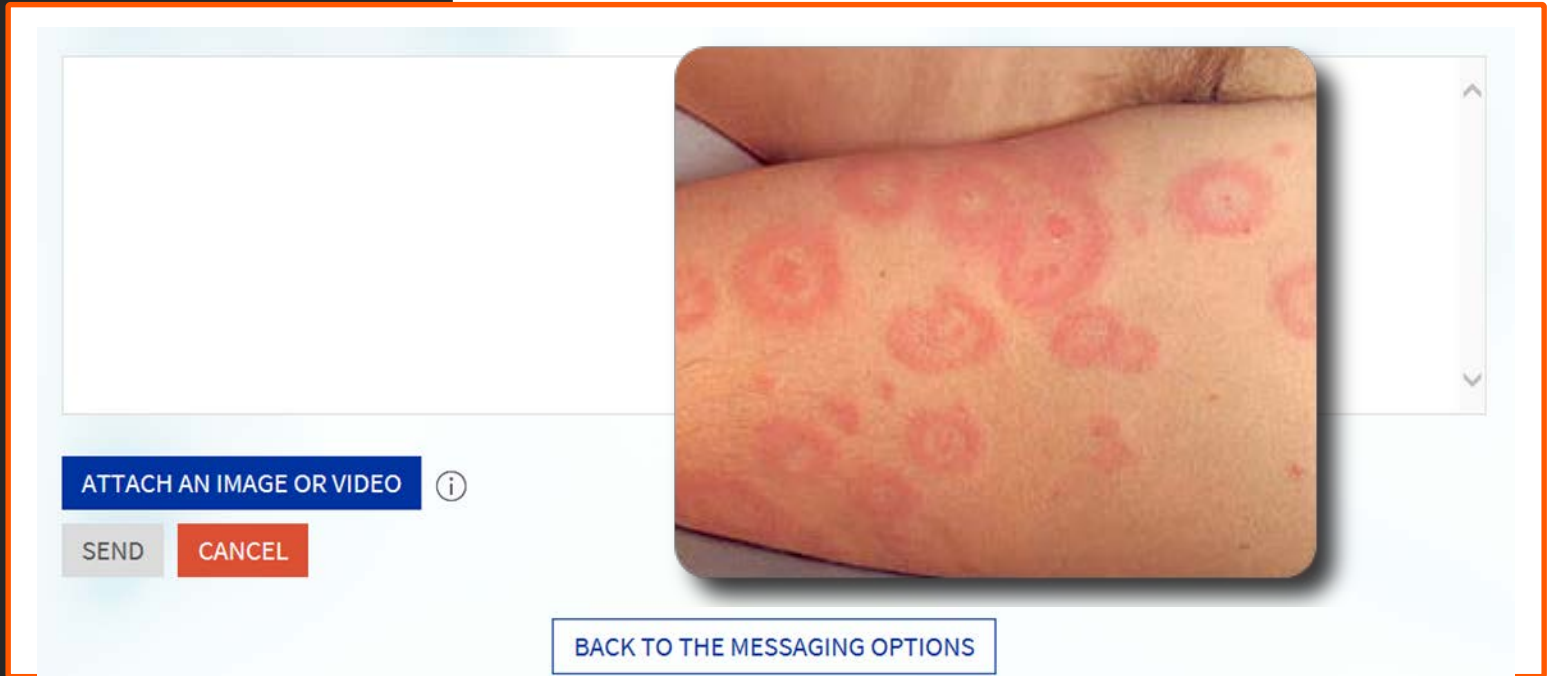 ATTACH AN IMAGE OR VIDEO
SEND CANCEL
BACK TO THE MESSAGING OPTIONS